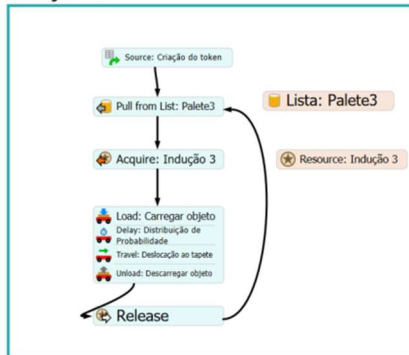 Source: Criação do token
Pull from List: Palete3
Lista: Palete3
Acquire: Indução 3
Resource: Indução 3
Load: Carregar objeto
Delay: Distribuição de
Probabilidade
Travel: Deslocação ao tapete
Unload: Descarregar objeto
Release